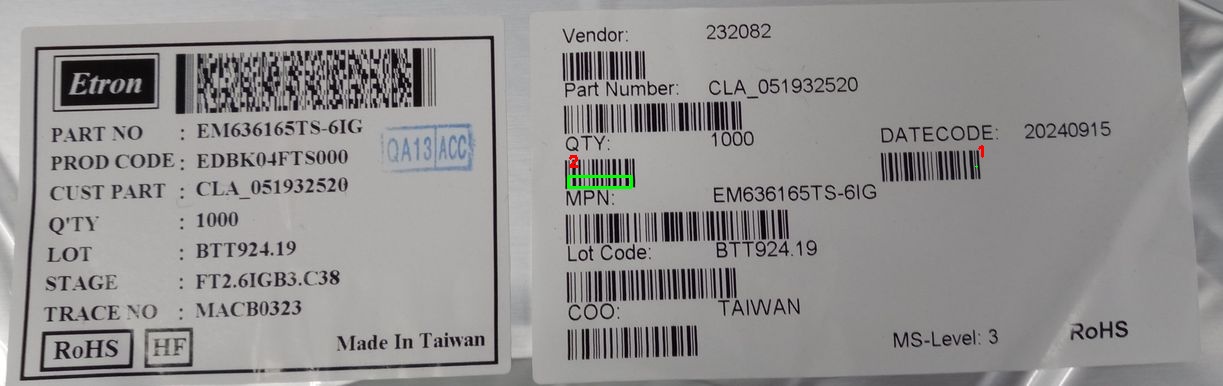 Etron
PART NO : EM636165TS-6IG
PROD CODE : EDBK04FTS000
CUST PART : CLA_051932520
Q'TY : 1000
LOT : BTT924.19
STAGE : FT2.6IGB3.C38
TRACE NO : MACB0323
QA13 ACC
RoHS HF Made In Taiwan
Vendor: 232082
Part Number: CLA_051932520
QTY: 1000 DATECODE: 20240915
1
2
MPN: EM636165TS-6IG
Lot Code: BTT924.19
COO: TAIWAN
MS-Level: 3 RoHS